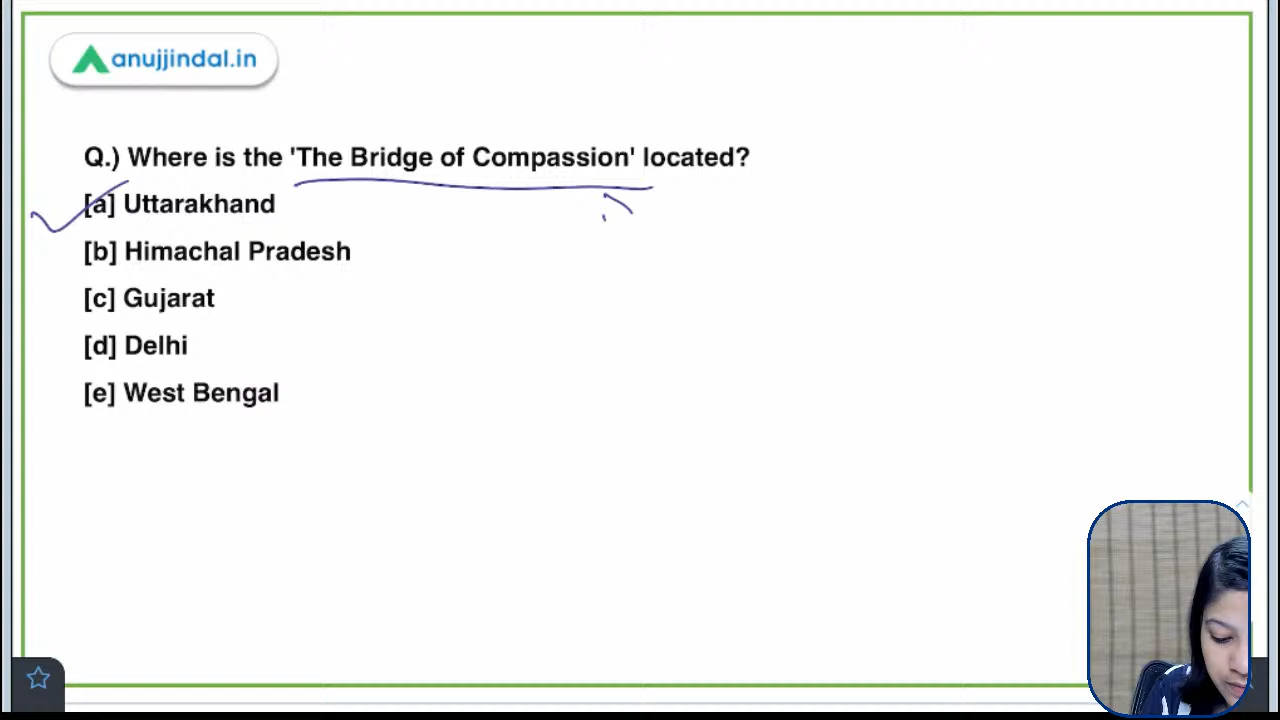 anujjindal.in
Q.) Where is the 'The Bridge of Compassion' located?
[a] Uttarakhand
[b] Himachal Pradesh
[c] Gujarat
[d] Delhi
[e] West Bengal